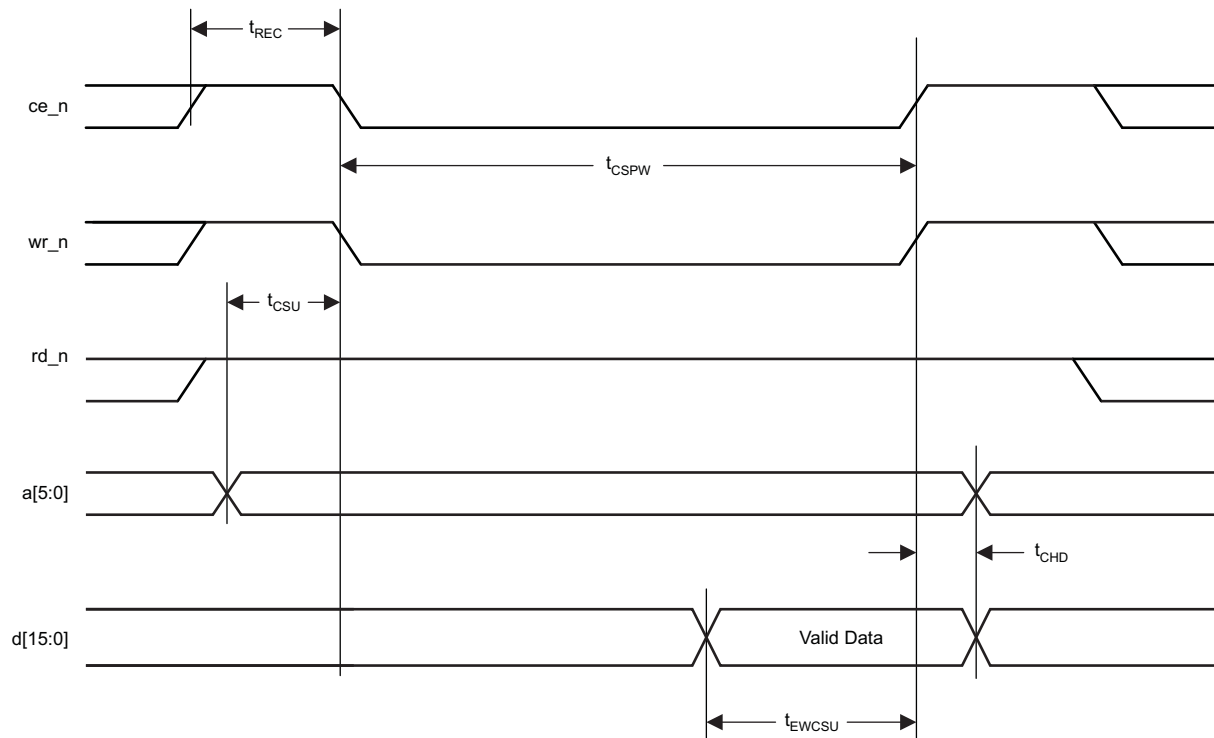 tREC
ce_n
tCSPW
wr_n
tCSU
rd_n
a[5:0]
tCHD
d[15:0]
Valid Data
tEWCSU